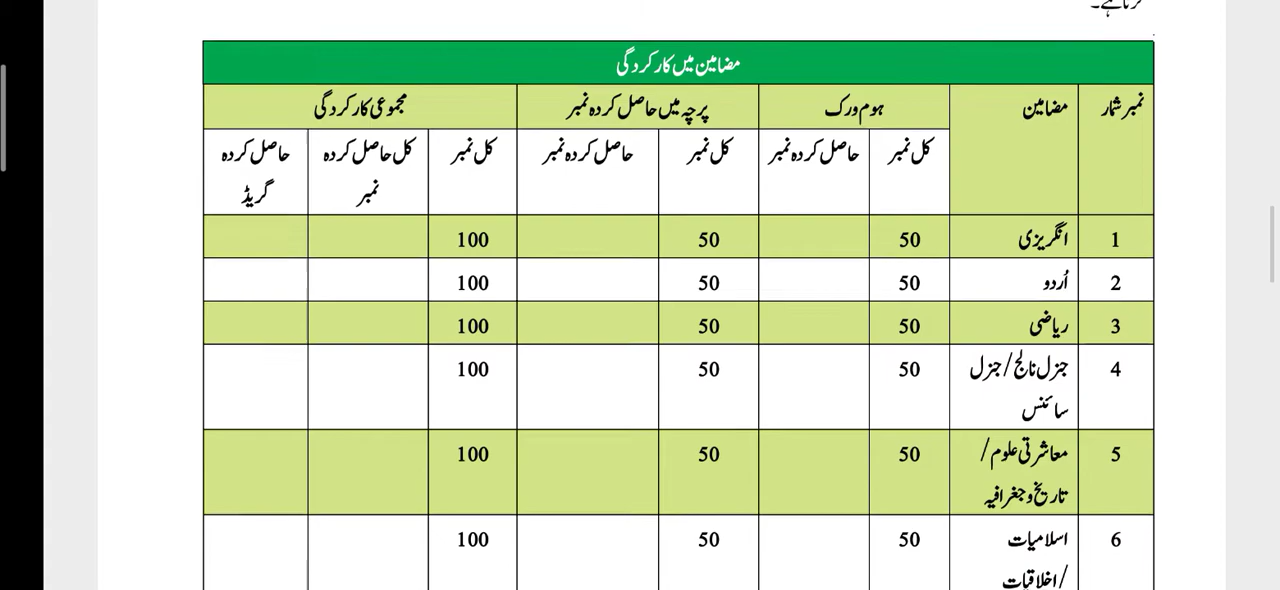 کرتا ہے۔
مضامین میں کارکردگی
نمبر شمار مضامین ہوم ورک پرچہ میں حاصل کردہ نمبر مجموعی کارکردگی
کل نمبر حاصل کردہ نمبر کل نمبر حاصل کردہ نمبر کل نمبر کل حاصل کردہ نمبر حاصل کردہ گریڈ
1 انگریزی 50 50 100
2 اُردو 50 50 100
3 ریاضی 50 50 100
4 جنرل نالج/جنرل 50 50 100
سائنس
5 معاشرتی علوم/ 50 50 100
تاریخ و جغرافیہ
6 اسلامیات 50 50 100
/اخلاقیات